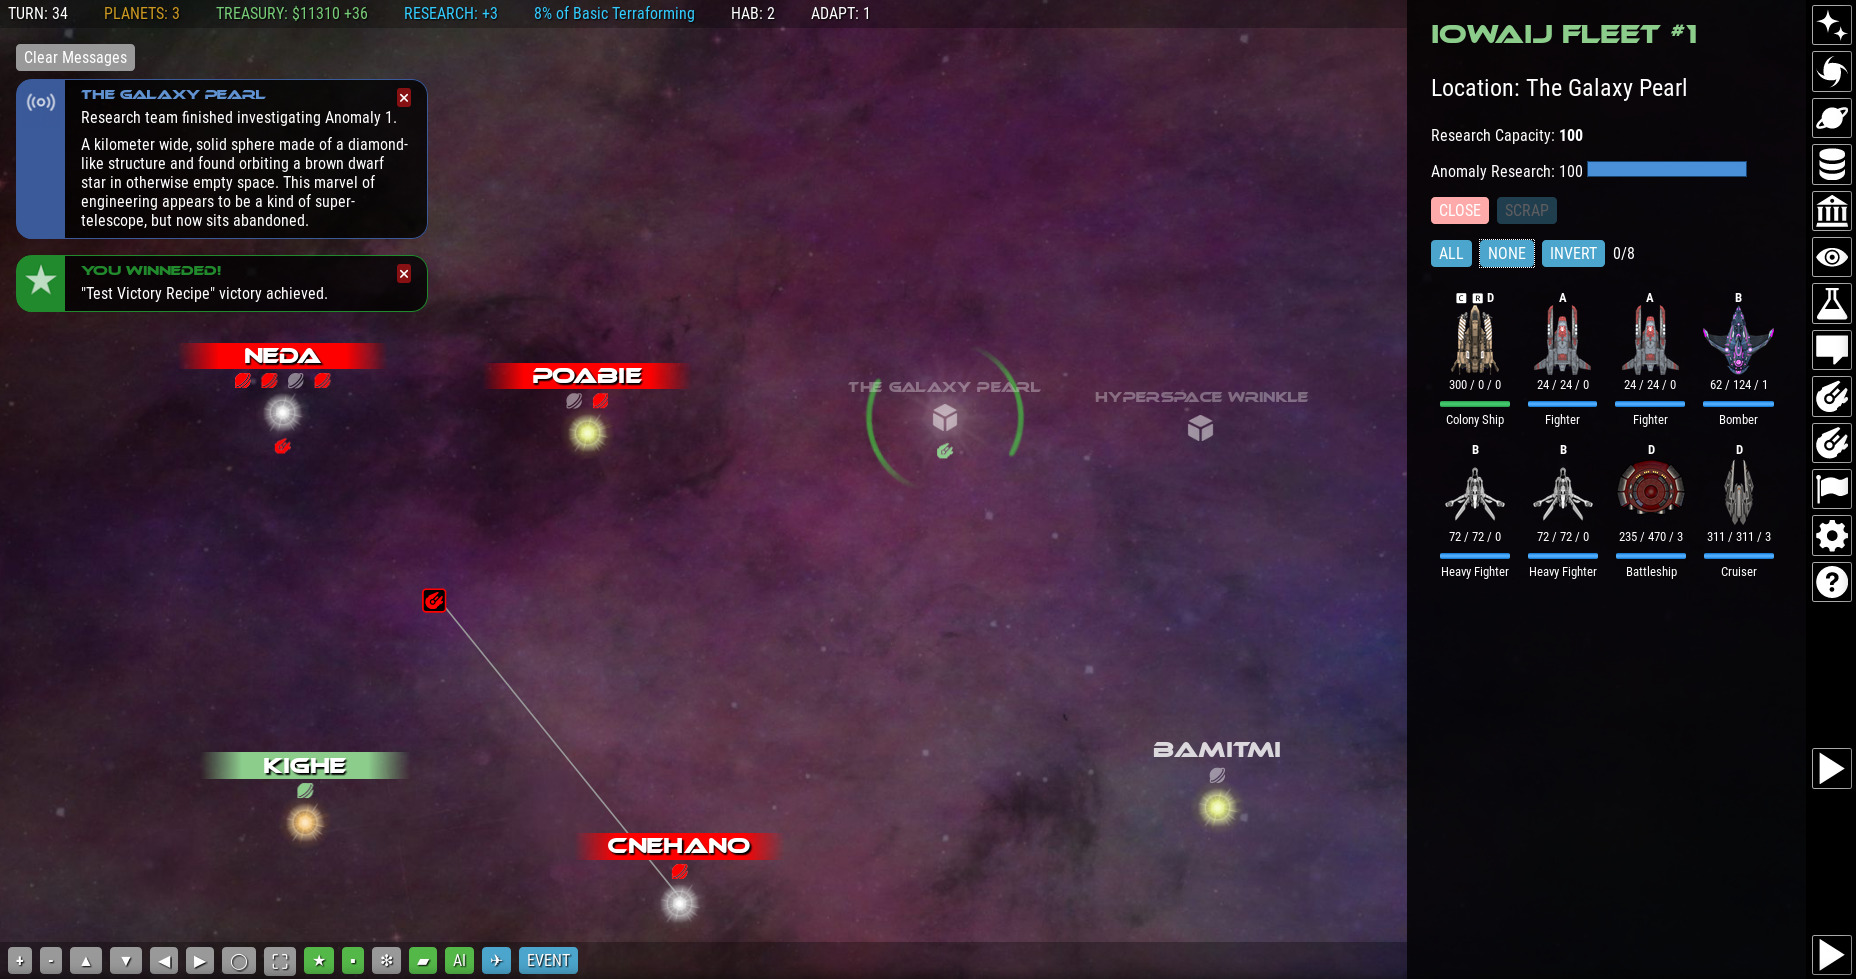 TURN: 34 PLANETS: 3 TREASURY: $11310 +36 RESEARCH: +3 8% of Basic Terraforming HAB: 2 ADAPT: 1
Clear Messages
THE GALAXY PEARL
Research team finished investigating Anomaly 1.
A kilometer wide, solid sphere made of a diamond-
like structure and found orbiting a brown dwarf
star in otherwise empty space. This marvel of
engineering appears to be a kind of super-
telescope, but now sits abandoned.
YOU WINNEDED!
"Test Victory Recipe" victory achieved.
NEDA
POABIE
THE GALAXY PEARL
HYPERSPACE WRINKLE
KIGHE
BAMITMI
CNEHANO
+ - AI EVENT
IOWAIJ FLEET #1
Location: The Galaxy Pearl
Research Capacity: 100
Anomaly Research: 100
CLOSE SCRAP
ALL NONE INVERT 0/8
C R D A A B
300 / 0 / 0 24 / 24 / 0 24 / 24 / 0 62 / 124 / 1
Colony Ship Fighter Fighter Bomber
B B D D
72 / 72 / 0 72 / 72 / 0 235 / 470 / 3 311 / 311 / 3
Heavy Fighter Heavy Fighter Battleship Cruiser
?